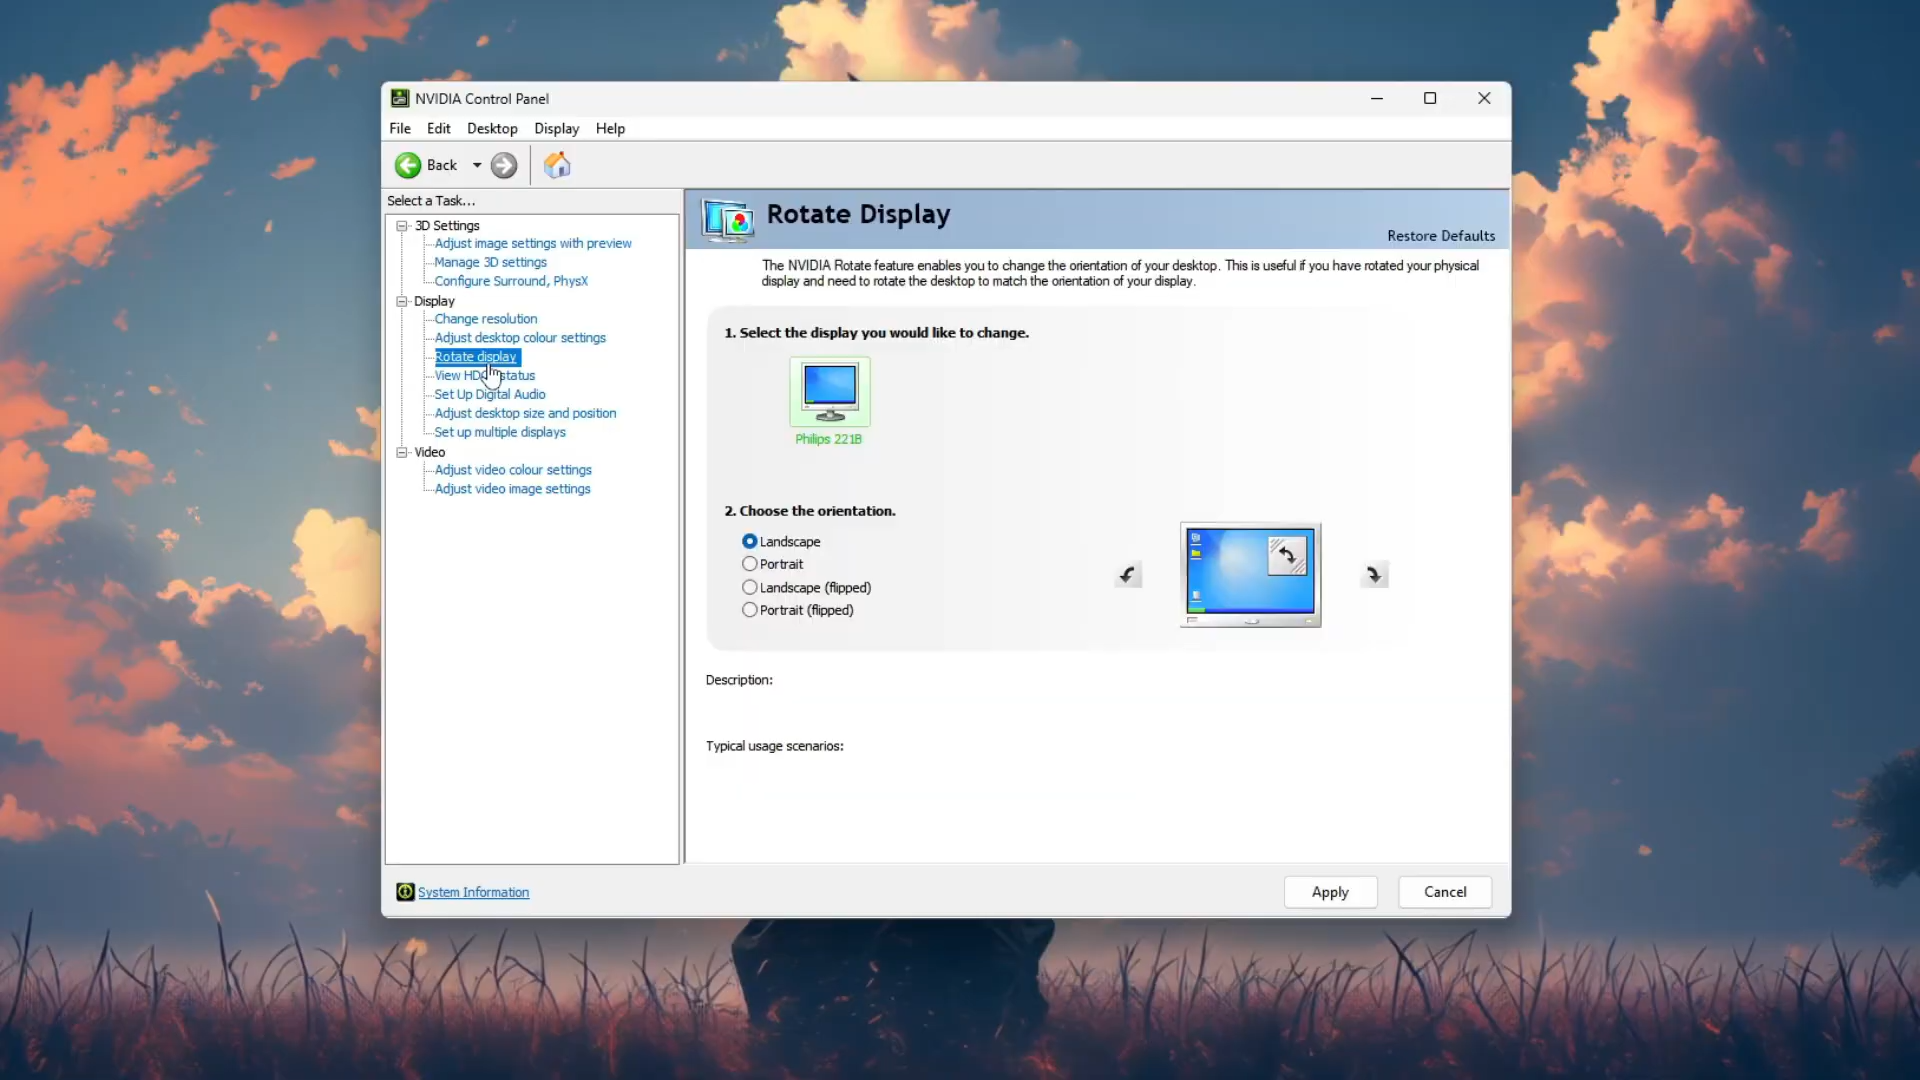 NVIDIA Control Panel
File Edit Desktop Display Help
Back
Select a Task...
3D Settings
Adjust image settings with preview
Manage 3D settings
Configure Surround, PhysX
Display
Change resolution
Adjust desktop colour settings
Rotate display
View HD status
Set Up Digital Audio
Adjust desktop size and position
Set up multiple displays
Video
Adjust video colour settings
Adjust video image settings
System Information
Rotate Display
Restore Defaults
The NVIDIA Rotate feature enables you to change the orientation of your desktop. This is useful if you have rotated your physical
display and need to rotate the desktop to match the orientation of your display.
1. Select the display you would like to change.
Philips 221B
2. Choose the orientation.
Landscape
Portrait
Landscape (flipped)
Portrait (flipped)
Description:
Typical usage scenarios:
Apply
Cancel